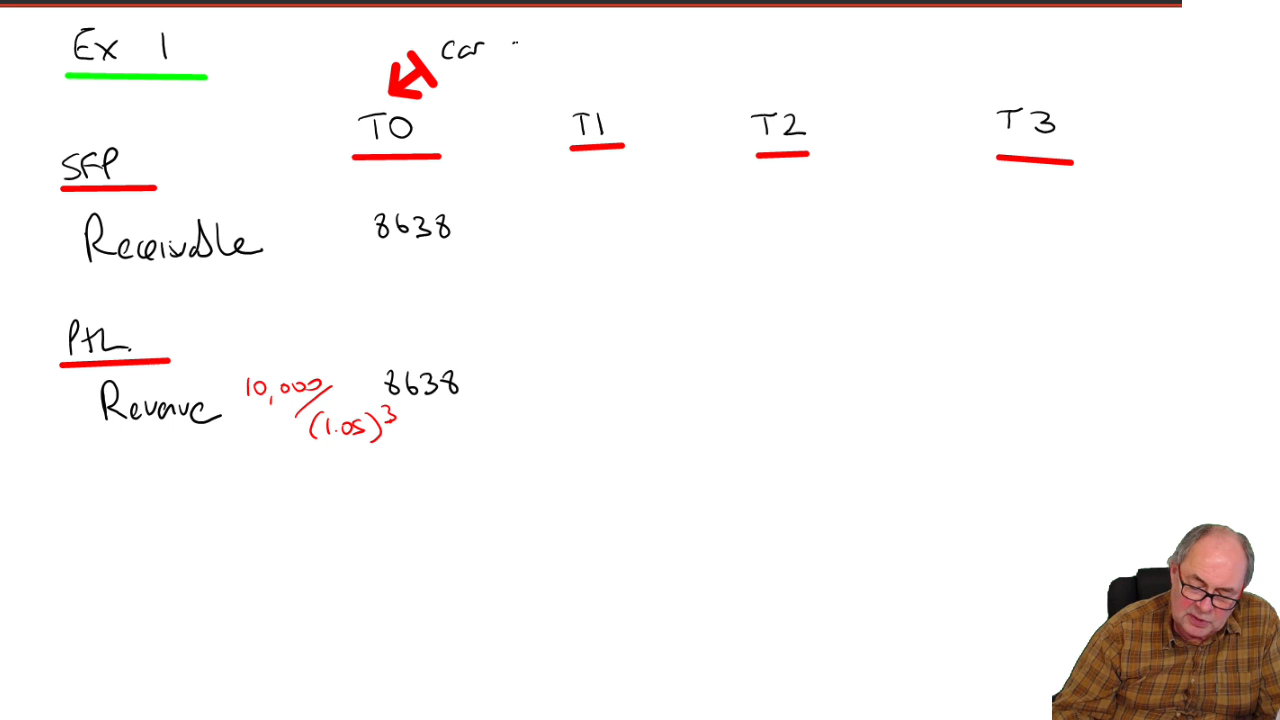 Ex 1
car
T0 T1 T2 T3
SFP
Receivable 8638
P+L
Revenue 10,000/(1.05)³ 8638